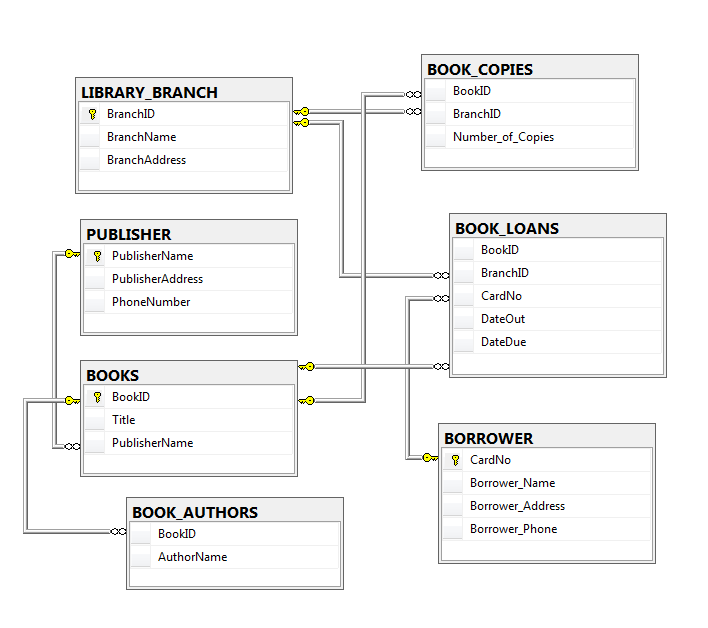 LIBRARY_BRANCH
BranchID
BranchName
BranchAddress
BOOK_COPIES
BookID
BranchID
Number_of_Copies
PUBLISHER
PublisherName
PublisherAddress
PhoneNumber
BOOK_LOANS
BookID
BranchID
CardNo
DateOut
DateDue
BOOKS
BookID
Title
PublisherName
BORROWER
CardNo
Borrower_Name
Borrower_Address
Borrower_Phone
BOOK_AUTHORS
BookID
AuthorName